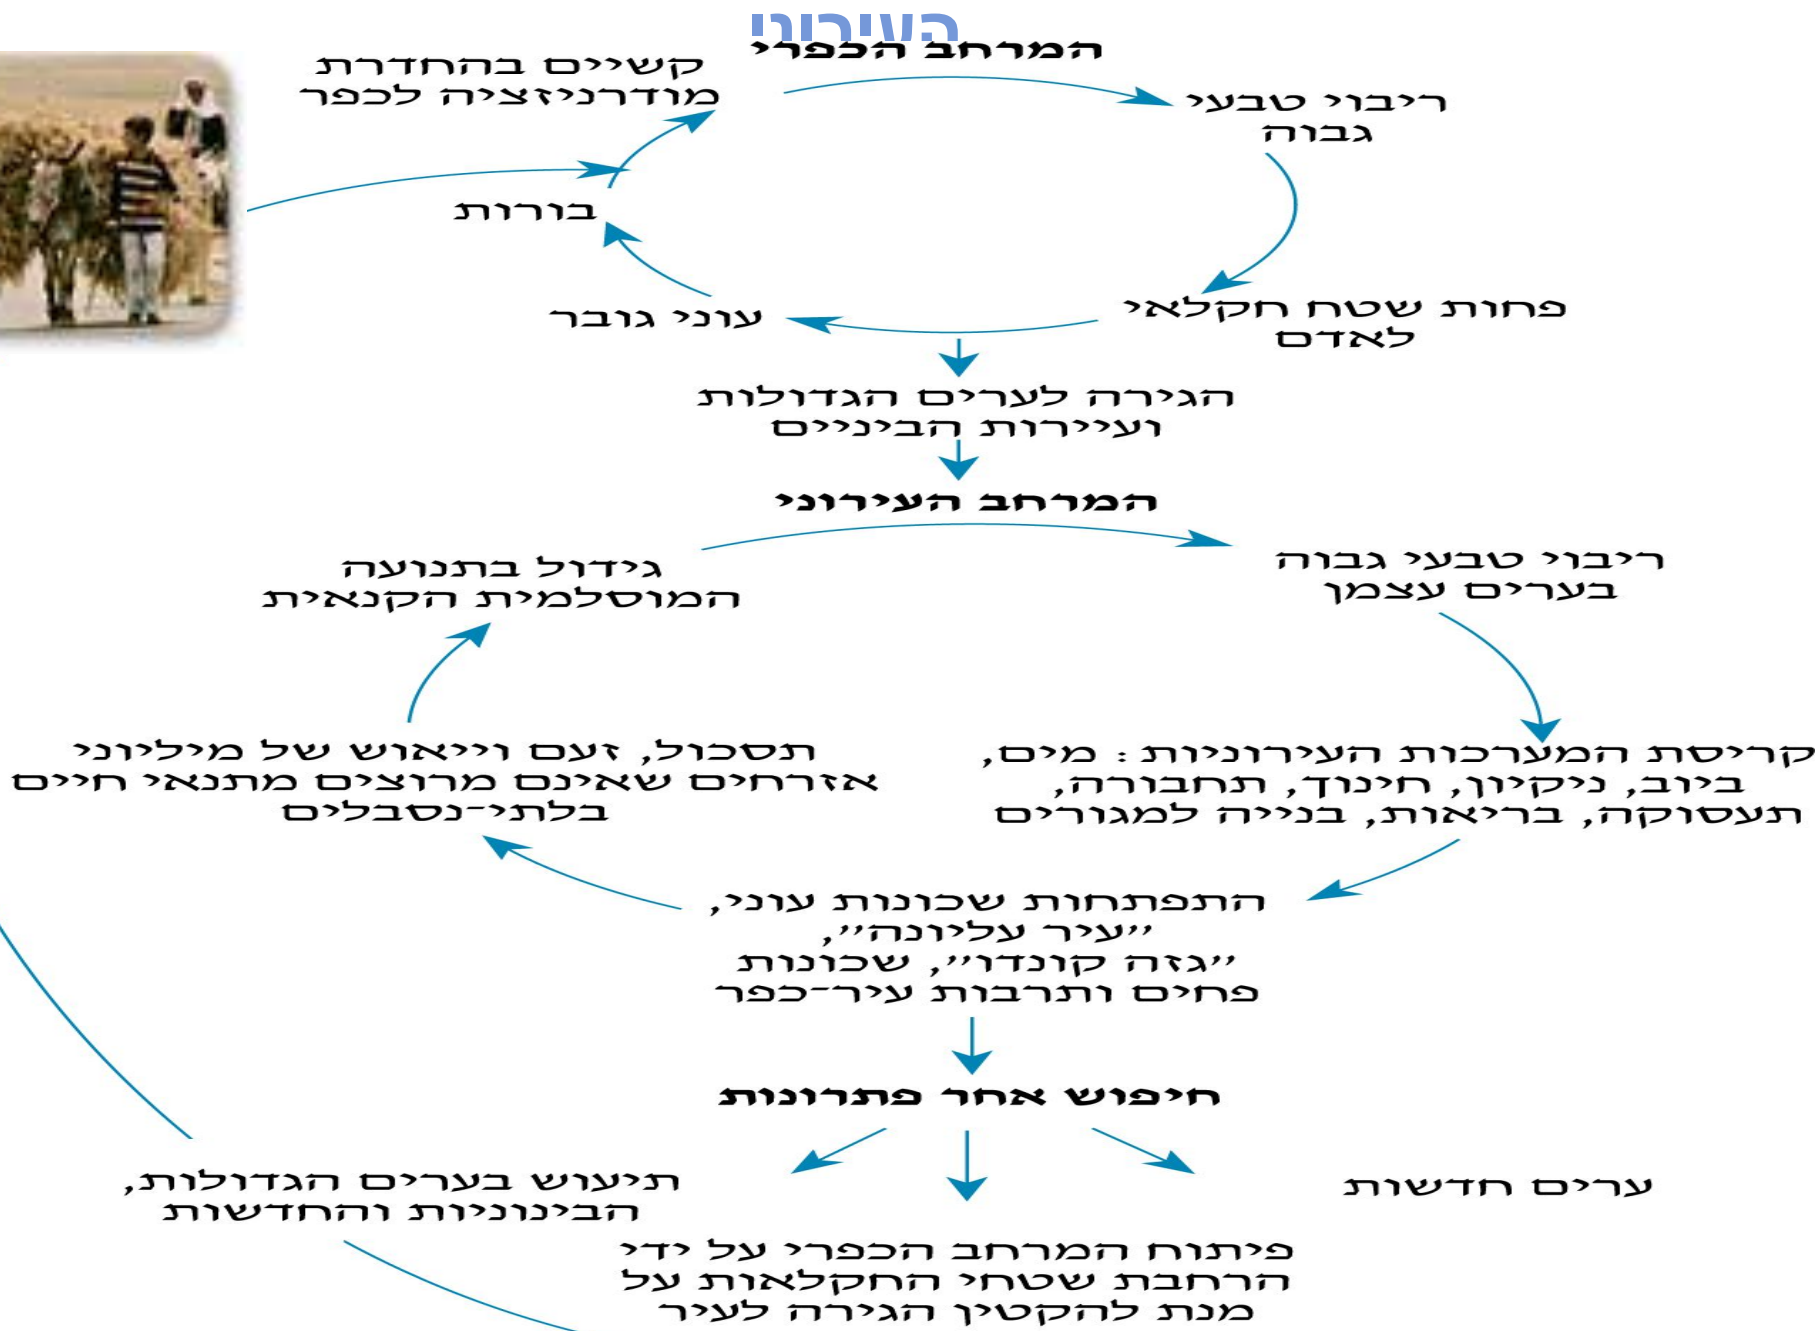 העירוני
המרחב הכפרי
קשיים בהחדרת
מודרניזציה לכפר
ריבוי טבעי
גבוה
בורות
פחות שטח חקלאי
לאדם
עוני גובר
הגירה לערים הגדולות
ועיירות הביניים
המרחב העירוני
גידול בתנועה
המוסלמית הקנאית
ריבוי טבעי גבוה
בערים עצמן
קריסת המערכות העירוניות: מים,
ביוב, ניקיון, חינוך, תחבורה,
תעסוקה, בריאות, בנייה למגורים
תסכול, זעם וייאוש של מיליוני
אזרחים שאינם מרוצים מתנאי חיים
בלתי־נסבלים
התפתחות שכונות עוני,
״עיר עליונה״,
״גזה קונדו״, שכונות
פחים ותרבות עיר־כפר
חיפוש אחר פתרונות
ערים חדשות
תיעוש בערים הגדולות,
הבינוניות והחדשות
פיתוח המרחב הכפרי על ידי
הרחבת שטחי החקלאות על
מנת להקטין הגירה לעיר